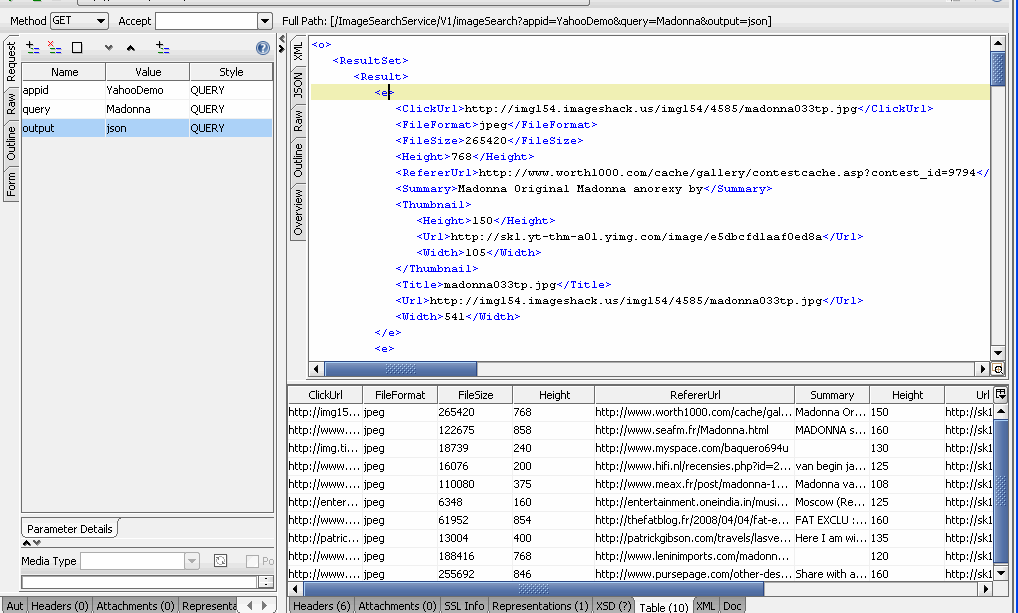 Method GET Accept Full Path: [/ImageSearchService/V1/imageSearch?appid=YahooDemo&query=Madonna&output=json]
Request
Raw
Outline
Form
Name Value Style
appid YahooDemo QUERY
query Madonna QUERY
output json QUERY
Parameter Details
Media Type Po
Aut Headers (0) Attachments (0) Representa
XML
JSON
Raw
Outline
Overview
<o>
<ResultSet>
<Result>
<e>
<ClickUrl>http://img154.imageshack.us/img154/4585/madonna033tp.jpg</ClickUrl>
<FileFormat>jpeg</FileFormat>
<FileSize>265420</FileSize>
<Height>768</Height>
<RefererUrl>http://www.worth1000.com/cache/gallery/contestcache.asp?contest_id=9794</
<Summary>Madonna Original Madonna anorexy by</Summary>
<Thumbnail>
<Height>150</Height>
<Url>http://sk1.yt-thm-a01.yimg.com/image/e5dbcfd1aaf0ed8a</Url>
<Width>105</Width>
</Thumbnail>
<Title>madonna033tp.jpg</Title>
<Url>http://img154.imageshack.us/img154/4585/madonna033tp.jpg</Url>
<Width>541</Width>
</e>
<e>
ClickUrl FileFormat FileSize Height RefererUrl Summary Height Url
http://img15... jpeg 265420 768 http://www.worth1000.com/cache/gal... Madonna Or... 150 http://sk1
http://www.... jpeg 122675 858 http://www.seafm.fr/Madonna.html MADONNA s... 160 http://sk1
http://img.ti... jpeg 18739 240 http://www.myspace.com/baquero694u 130 http://sk1
http://www.... jpeg 16076 200 http://www.hifi.nl/recensies.php?id=2... van begin ja... 125 http://sk1
http://www.... jpeg 110080 375 http://www.meax.fr/post/madonna-1... Madonna va... 108 http://sk1
http://enter... jpeg 6348 160 http://entertainment.oneindia.in/musi... Moscow (Re... 125 http://sk1
http://www.... jpeg 61952 854 http://thefatblog.fr/2008/04/04/fat-e... FAT EXCLU :... 160 http://sk1
http://patric... jpeg 13004 400 http://patrickgibson.com/travels/lasve... Here I am wi... 135 http://sk1
http://www.... jpeg 188416 768 http://www.leninimports.com/madonn... 120 http://sk1
http://www.... jpeg 255692 846 http://www.pursepage.com/other-des... Share with a... 160 http://sk1
Headers (6) Attachments (0) SSL Info Representations (1) XSD (?) Table (10) XML Doc